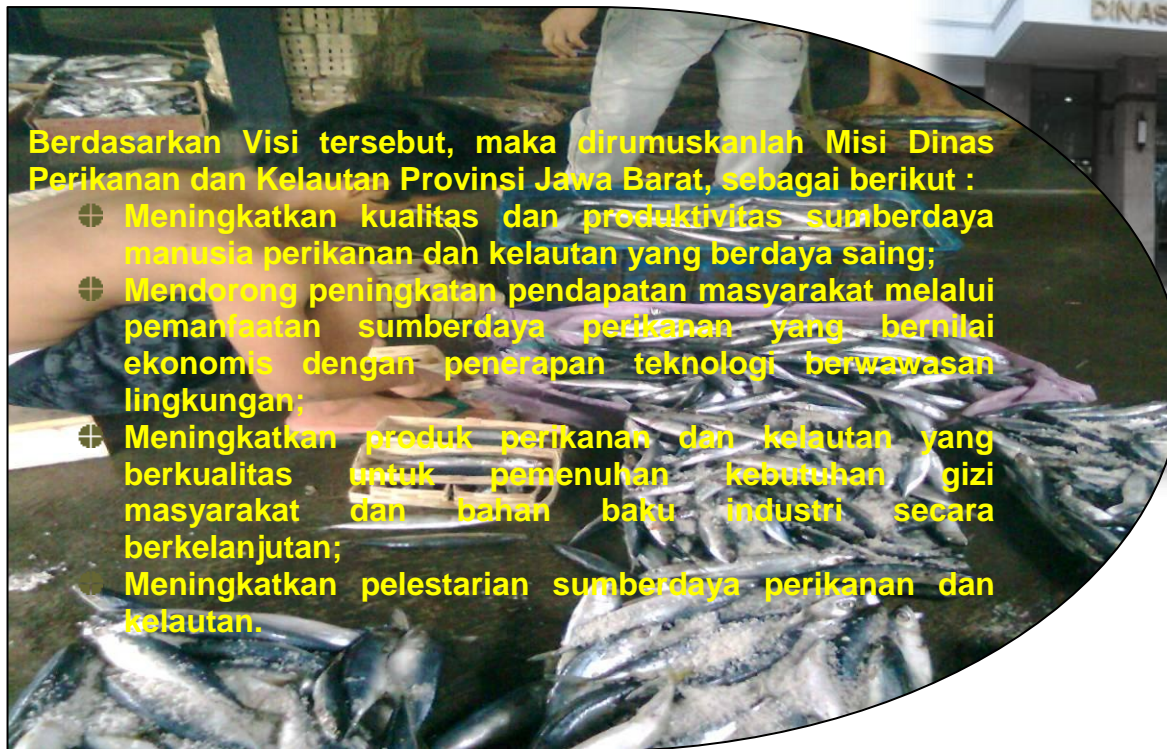 DINAS
Berdasarkan Visi tersebut, maka dirumuskanlah Misi Dinas
Perikanan dan Kelautan Provinsi Jawa Barat, sebagai berikut :
Meningkatkan kualitas dan produktivitas sumberdaya
manusia perikanan dan kelautan yang berdaya saing;
Mendorong peningkatan pendapatan masyarakat melalui
pemanfaatan sumberdaya perikanan yang bernilai
ekonomis dengan penerapan teknologi berwawasan
lingkungan;
Meningkatkan produk perikanan dan kelautan yang
berkualitas untuk pemenuhan kebutuhan gizi
masyarakat dan bahan baku industri secara
berkelanjutan;
Meningkatkan pelestarian sumberdaya perikanan dan
kelautan.